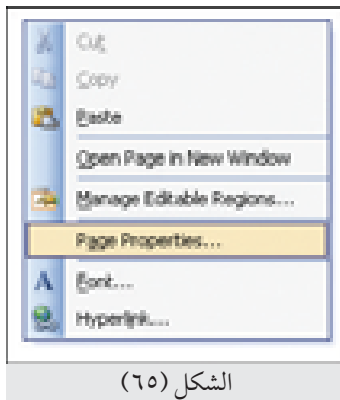 Cut
Copy
Paste
Open Page in New Window
Manage Editable Regions...
Page Properties...
Font...
Hyperlink...
الشكل (٦٥)